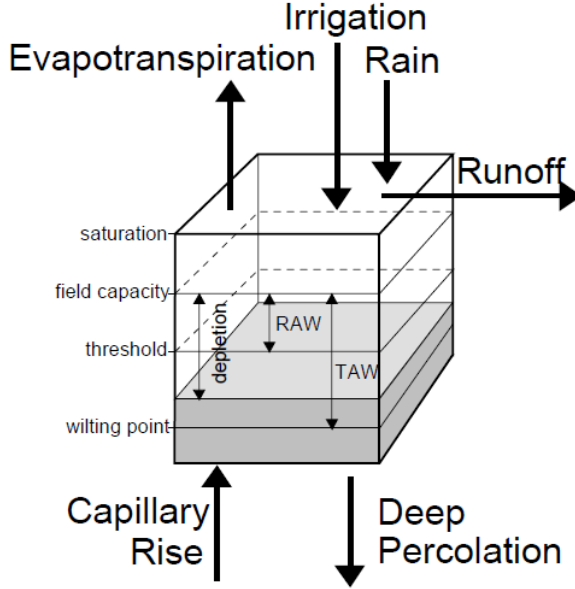 Irrigation
Evapotranspiration
Rain
Runoff
saturation
field capacity
depletion
RAW
threshold
TAW
wilting point
Capillary
Rise
Deep
Percolation